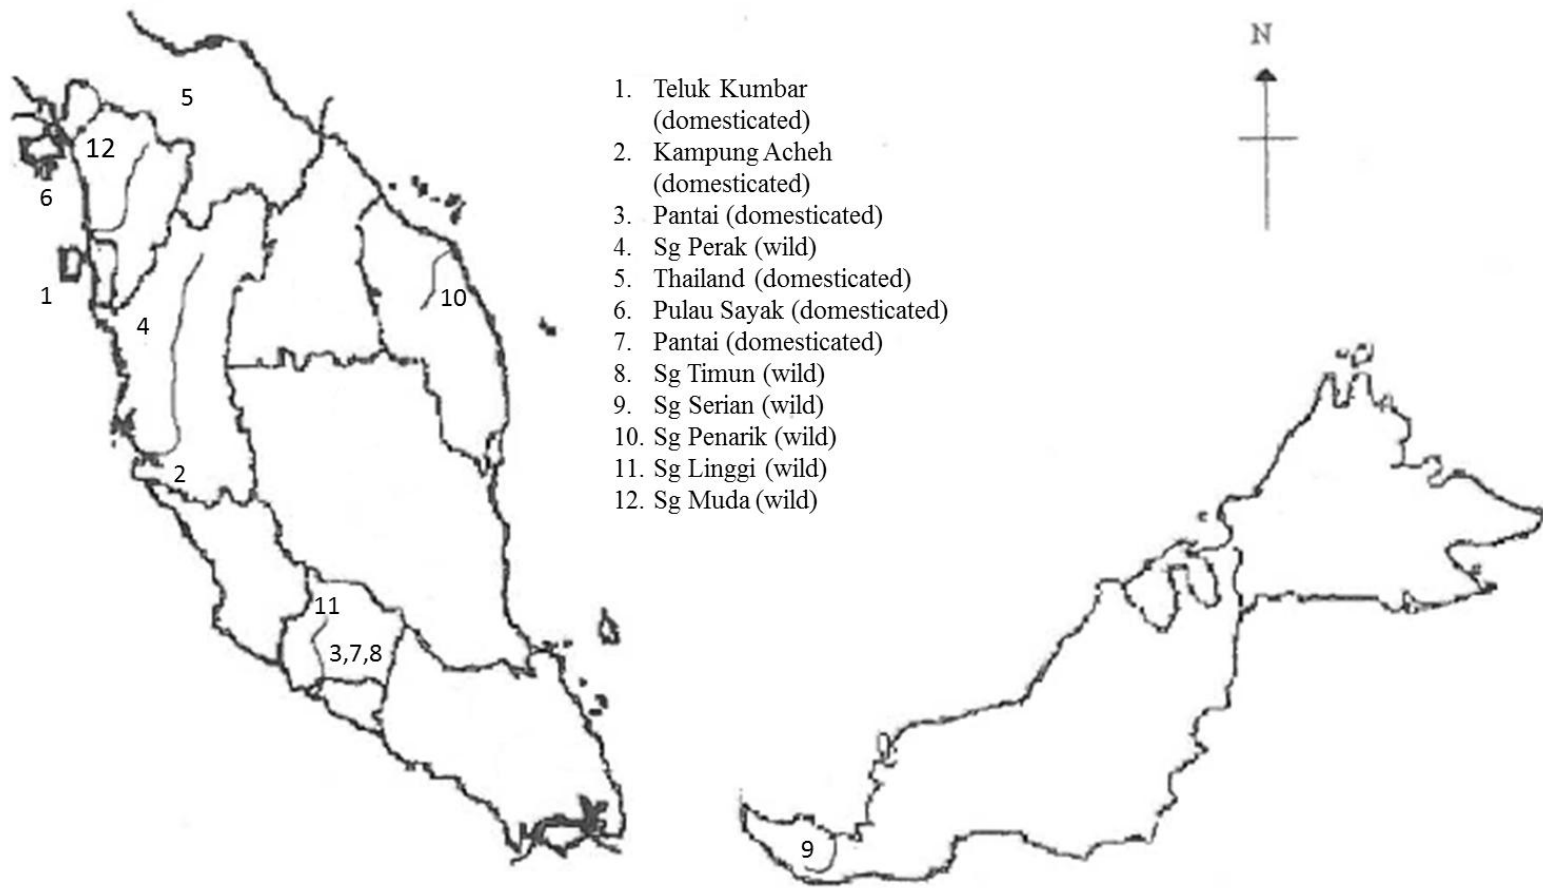 N
5
12
6
1
4
10
2
11
3,7,8
9
1. Teluk Kumbar
(domesticated)
2. Kampung Acheh
(domesticated)
3. Pantai (domesticated)
4. Sg Perak (wild)
5. Thailand (domesticated)
6. Pulau Sayak (domesticated)
7. Pantai (domesticated)
8. Sg Timun (wild)
9. Sg Serian (wild)
10. Sg Penarik (wild)
11. Sg Linggi (wild)
12. Sg Muda (wild)